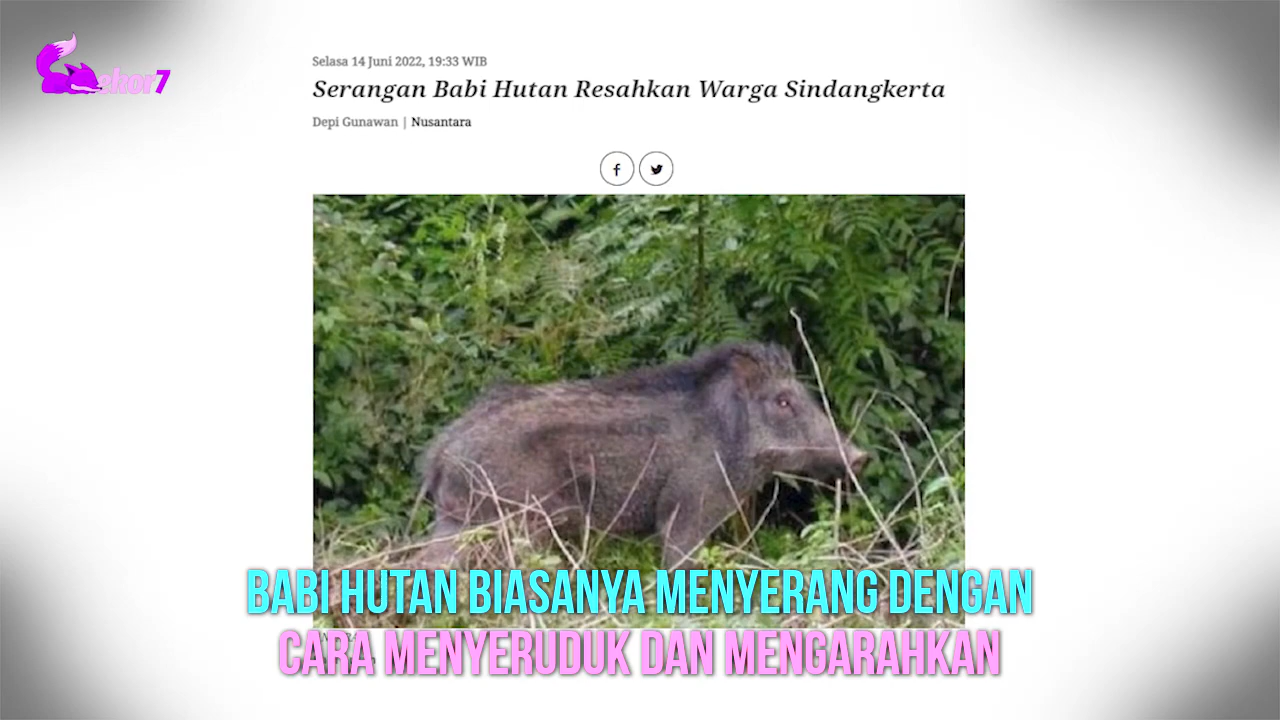 ekor7
Selasa 14 Juni 2022, 19:33 WIB
Serangan Babi Hutan Resahkan Warga Sindangkerta
Depi Gunawan | Nusantara
BABI HUTAN BIASANYA MENYERANG DENGAN
CARA MENYERUDUK DAN MENGARAHKAN